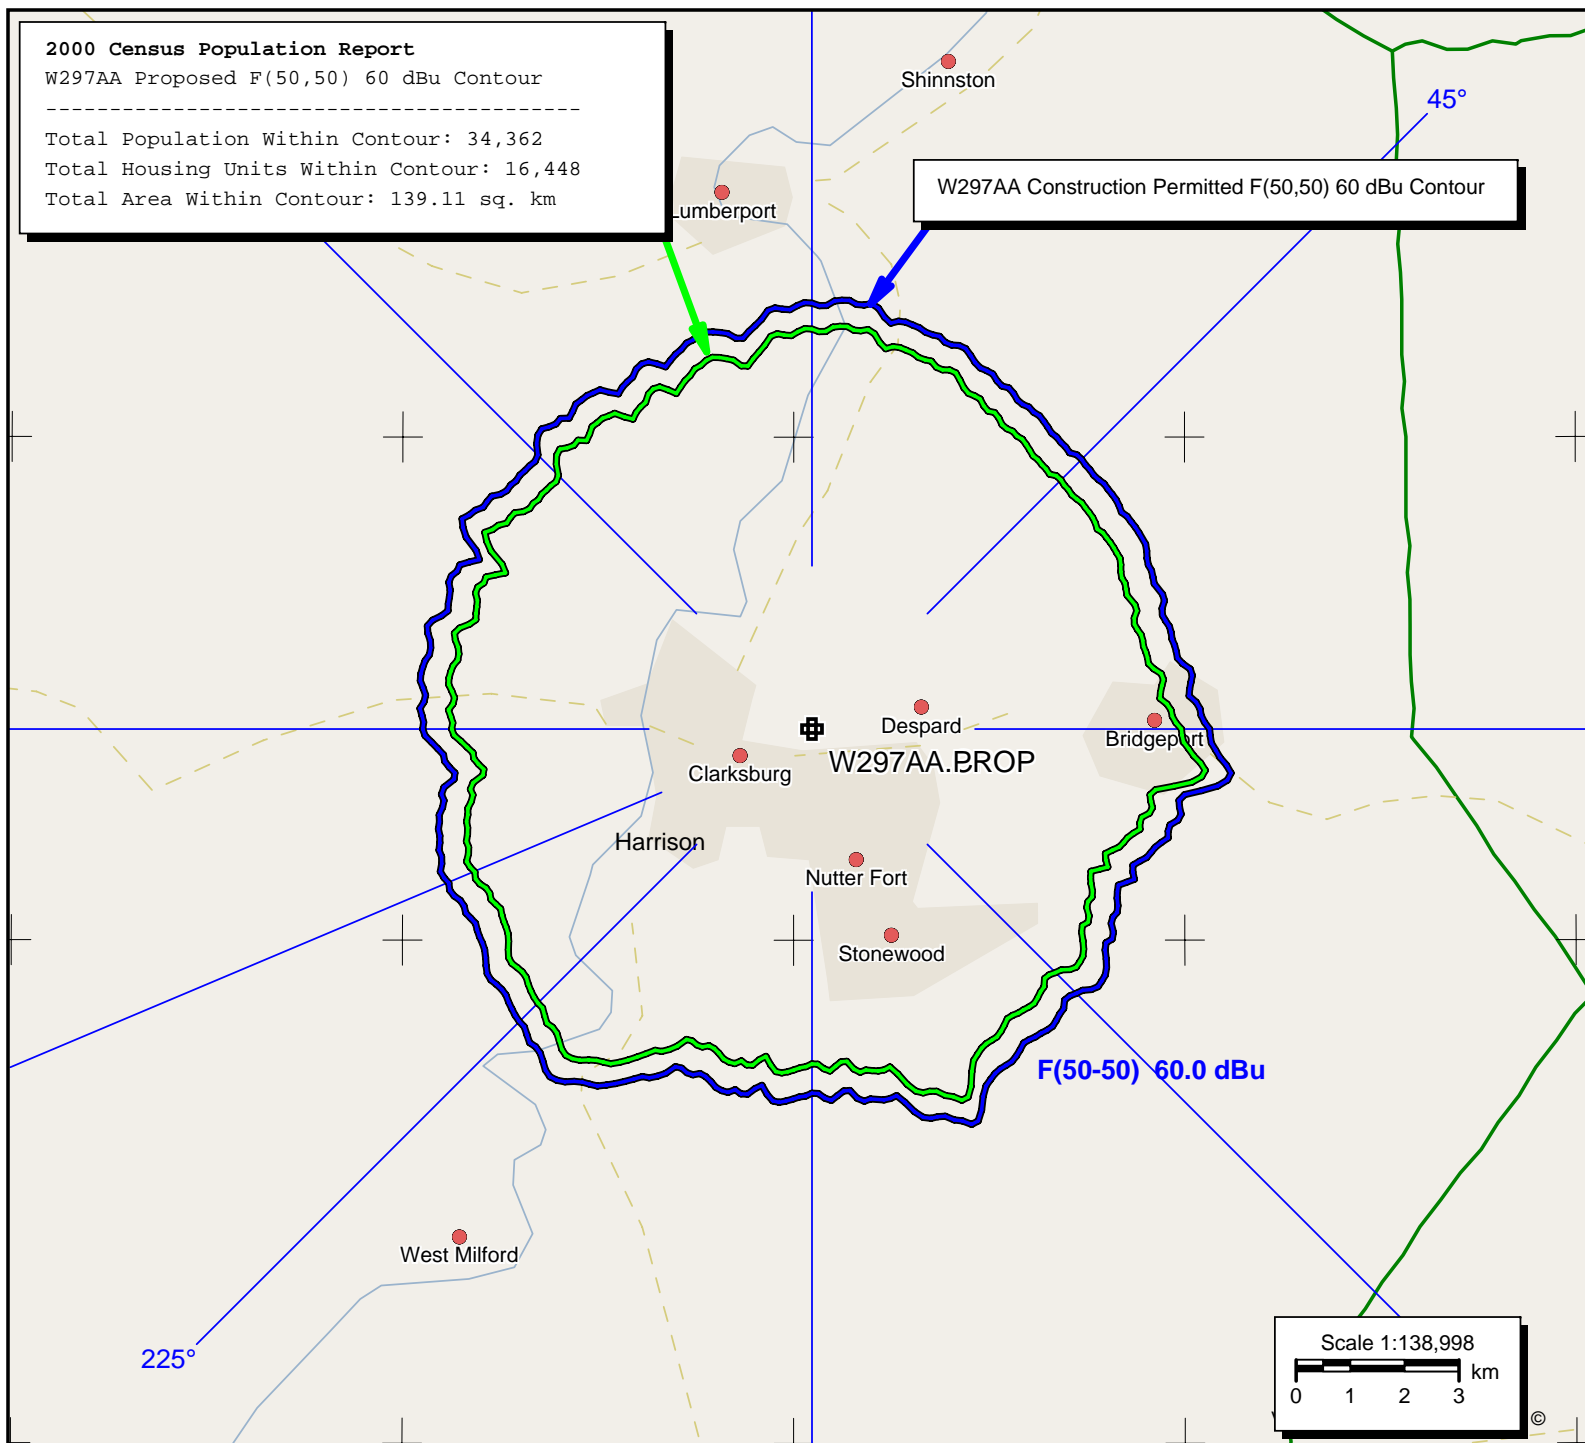 2000 Census Population Report
W297AA Proposed F(50,50) 60 dBu Contour
------------------------------------------
Total Population Within Contour: 34,362
Total Housing Units Within Contour: 16,448
Total Area Within Contour: 139.11 sq. km
Shinnston
45°
W297AA Construction Permitted F(50,50) 60 dBu Contour
Lumberport
Despard
Bridgeport
W297AA.PROP
Clarksburg
Harrison
Nutter Fort
Stonewood
F(50-50) 60.0 dBu
West Milford
225°
Scale 1:138,998
km
0 1 2 3
©